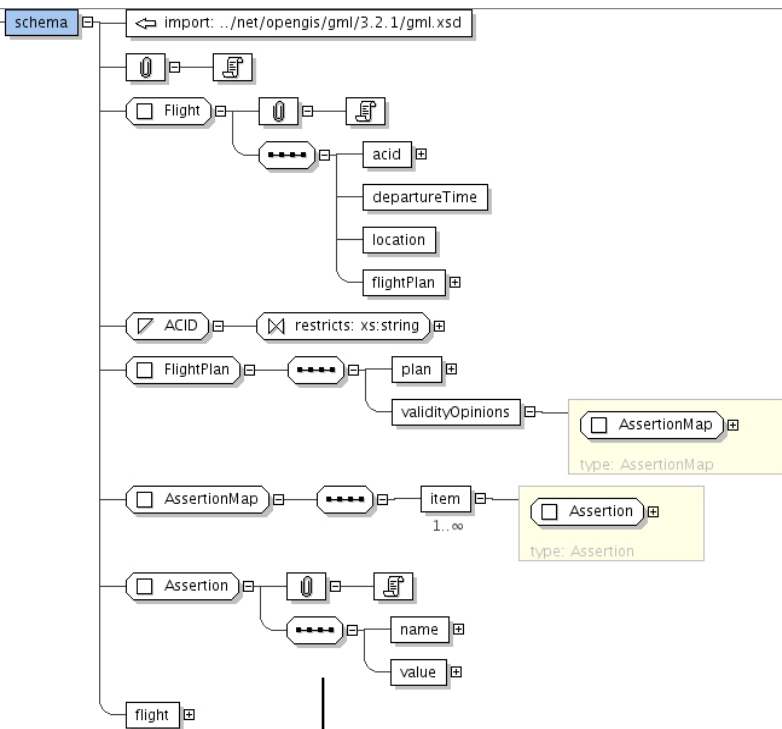 schema
import: ../net/opengis/gml/3.2.1/gml.xsd
Flight
acid
departureTime
location
flightPlan
ACID
restricts: xs:string
FlightPlan
plan
validityOpinions
AssertionMap
type: AssertionMap
AssertionMap
item
1..∞
Assertion
type: Assertion
Assertion
name
value
flight